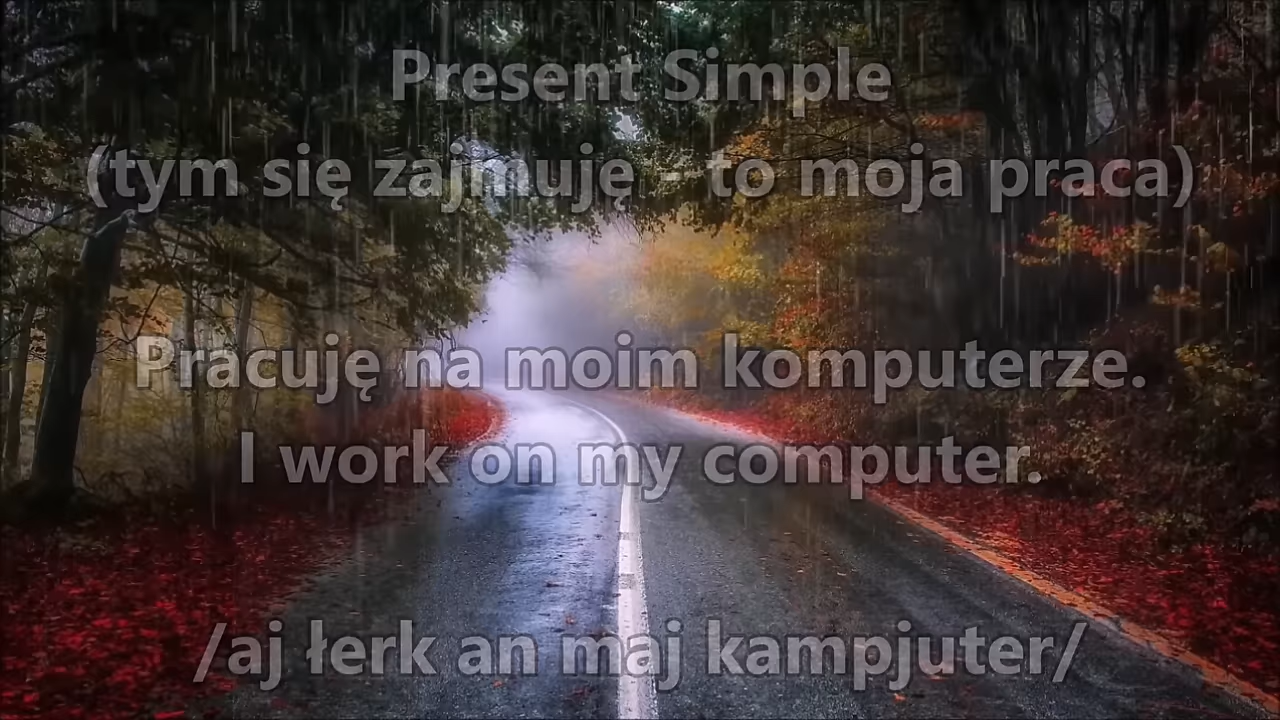 Present Simple
(tym się zajmuję - to moja praca)
Pracuję na moim komputerze.
I work on my computer.
/aj łerk an maj kampjuter/